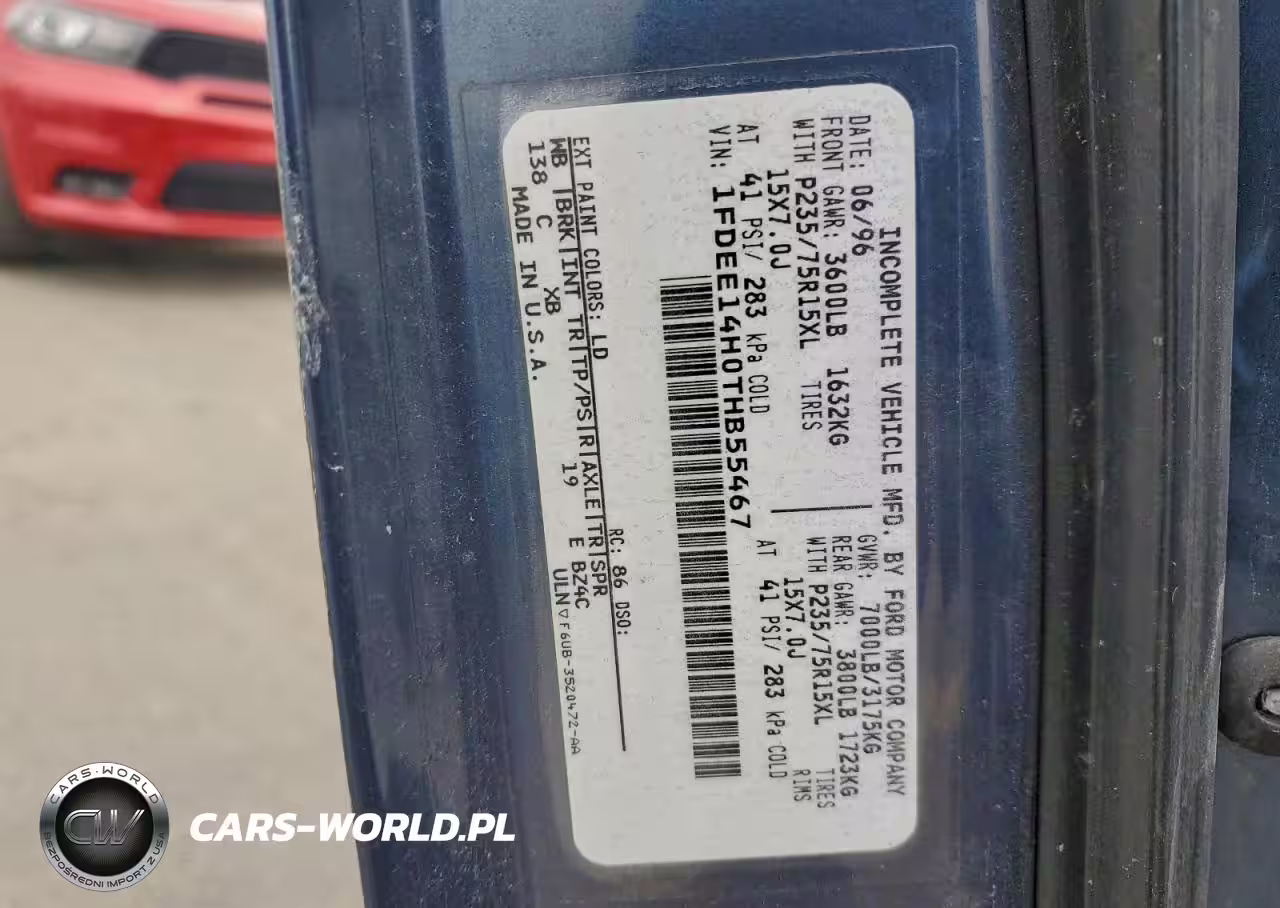 INCOMPLETE VEHICLE MFD. BY FORD MOTOR COMPANY
DATE: 06/96 GVWR: 7000LB/3175KG
FRONT GAWR: 3600LB 1632KG REAR GAWR: 3800LB 1723KG
WITH P235/75R15XL TIRES WITH P235/75R15XL TIRES
15X7.0J 15X7.0J RIMS
AT 41 PSI/ 283 kPa COLD AT 41 PSI/ 283 kPa COLD
VIN: 1FDEE14H0THB55467
EXT PAINT COLORS: LD RC: 86 DSO:
WB BRK INT TR TP/PS R AXLE TR SPR
138 C XB 19 E BZ4C
MADE IN U.S.A. ULN F6UB-3520472-AA
CARS-WORLD
CW
BEZPOŚREDNI IMPORT Z USA
CARS-WORLD.PL